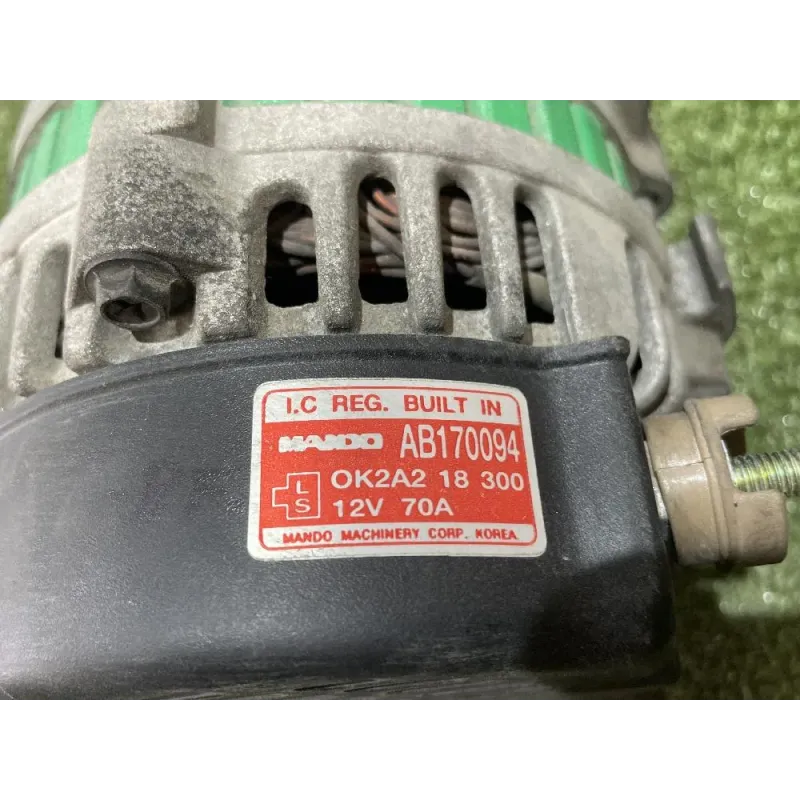 I.C REG. BUILT IN
MANDO AB170094
L OK2A2 18 300
S 12V 70A
MANDO MACHINERY CORP. KOREA.